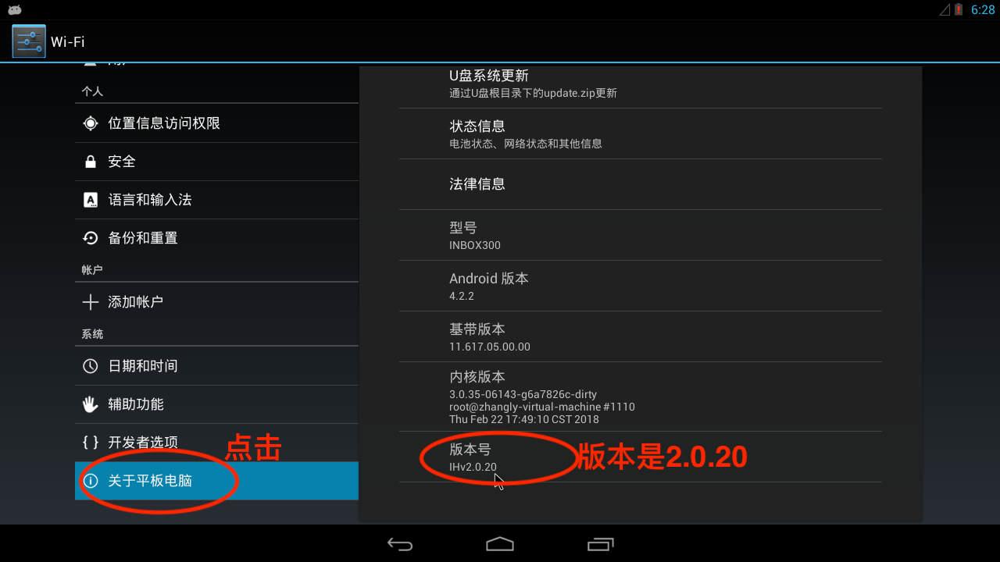 6:28
Wi-Fi
个人
位置信息访问权限
安全
语言和输入法
备份和重置
帐户
添加帐户
系统
日期和时间
辅助功能
{ } 开发者选项
点击
关于平板电脑
U盘系统更新
通过U盘根目录下的update.zip更新
状态信息
电池状态、网络状态和其他信息
法律信息
型号
INBOX300
Android 版本
4.2.2
基带版本
11.617.05.00.00
内核版本
3.0.35-06143-g6a7826c-dirty
root@zhangly-virtual-machine #1110
Thu Feb 22 17:49:10 CST 2018
版本号
IHv2.0.20
版本是2.0.20